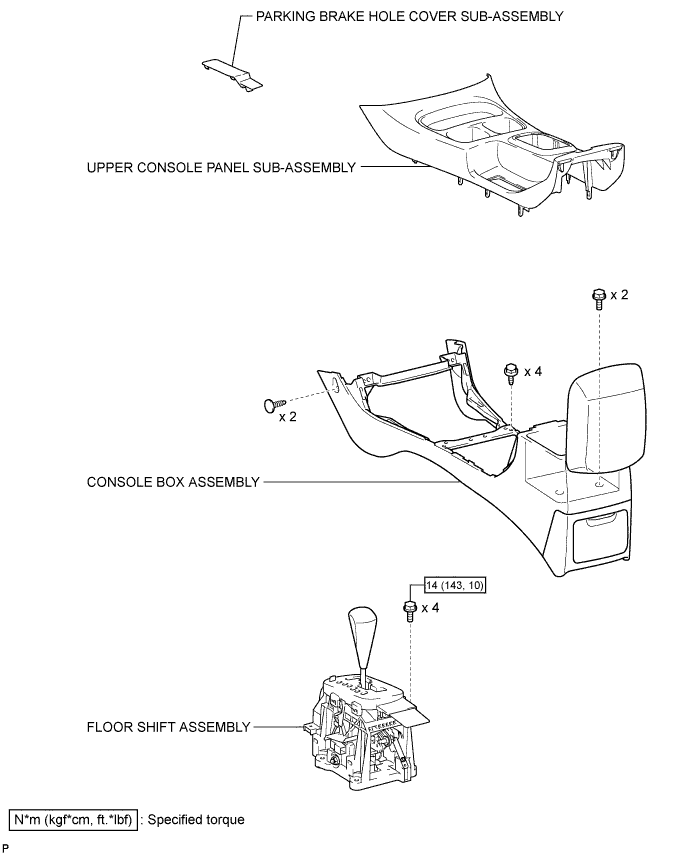 PARKING BRAKE HOLE COVER SUB-ASSEMBLY
UPPER CONSOLE PANEL SUB-ASSEMBLY
x 2
x 4
x 2
CONSOLE BOX ASSEMBLY
14 (143, 10)
x 4
FLOOR SHIFT ASSEMBLY
N*m (kgf*cm, ft.*lbf) : Specified torque
P